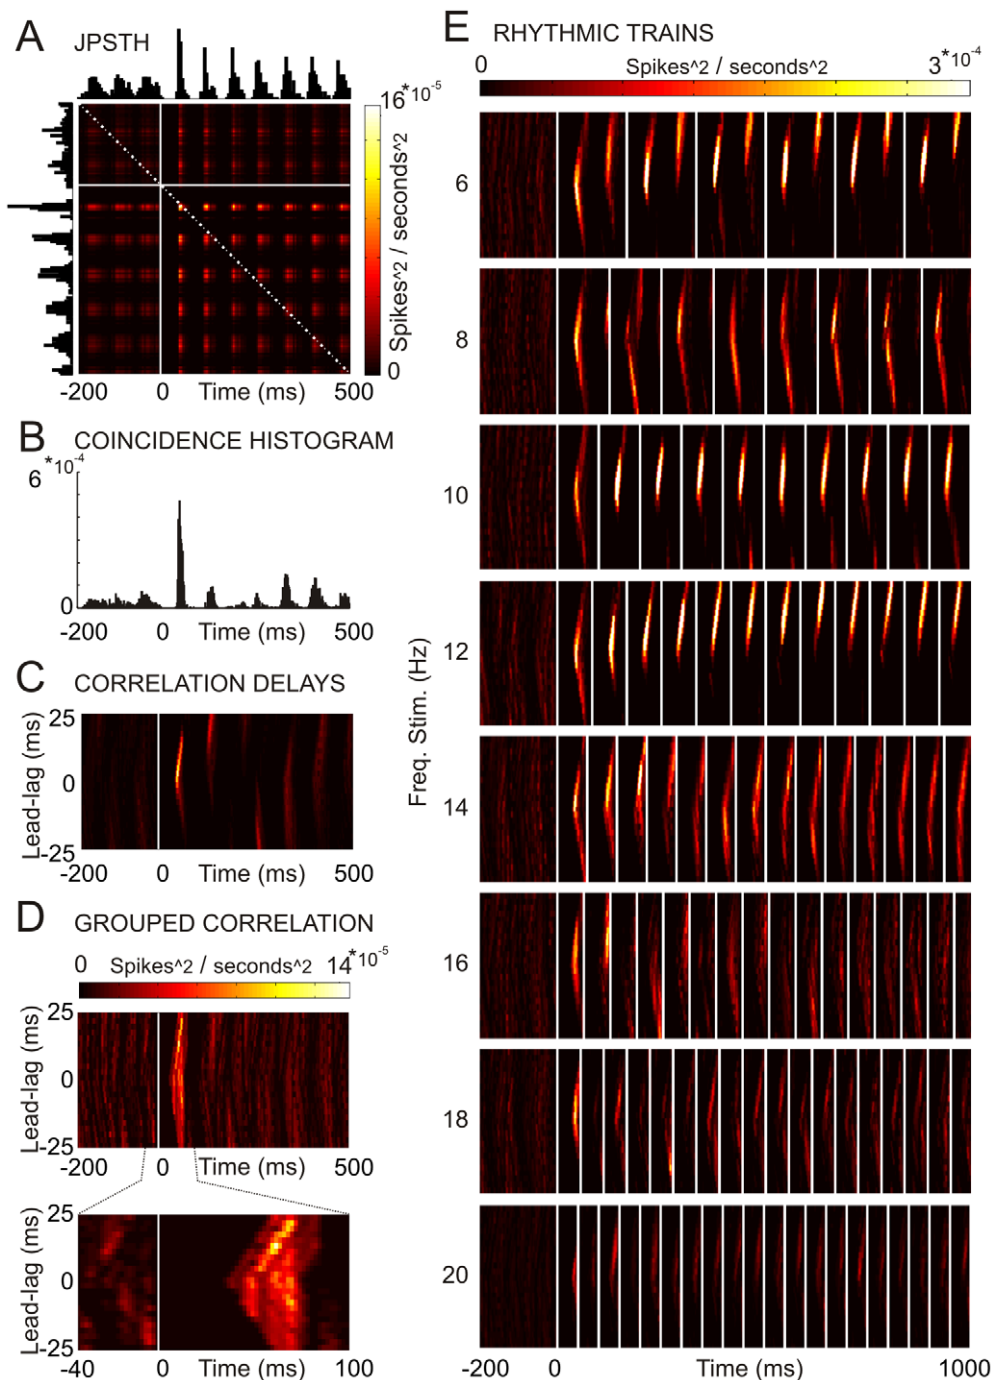 A JPSTH
16*10-5
Spikes^2 / seconds^2
0
-200 0 Time (ms) 500
B COINCIDENCE HISTOGRAM
6*10-4
0
-200 0 Time (ms) 500
C CORRELATION DELAYS
Lead-lag (ms)
25
0
-25
-200 0 Time (ms) 500
D GROUPED CORRELATION
0 Spikes^2 / seconds^2 14*10-5
Lead-lag (ms)
25
0
-25
-200 0 Time (ms) 500
Lead-lag (ms)
25
0
-25
-40 0 Time (ms) 100
E RHYTHMIC TRAINS
0 Spikes^2 / seconds^2 3*10-4
Freq. Stim. (Hz)
6
8
10
12
14
16
18
20
-200 0 Time (ms) 1000